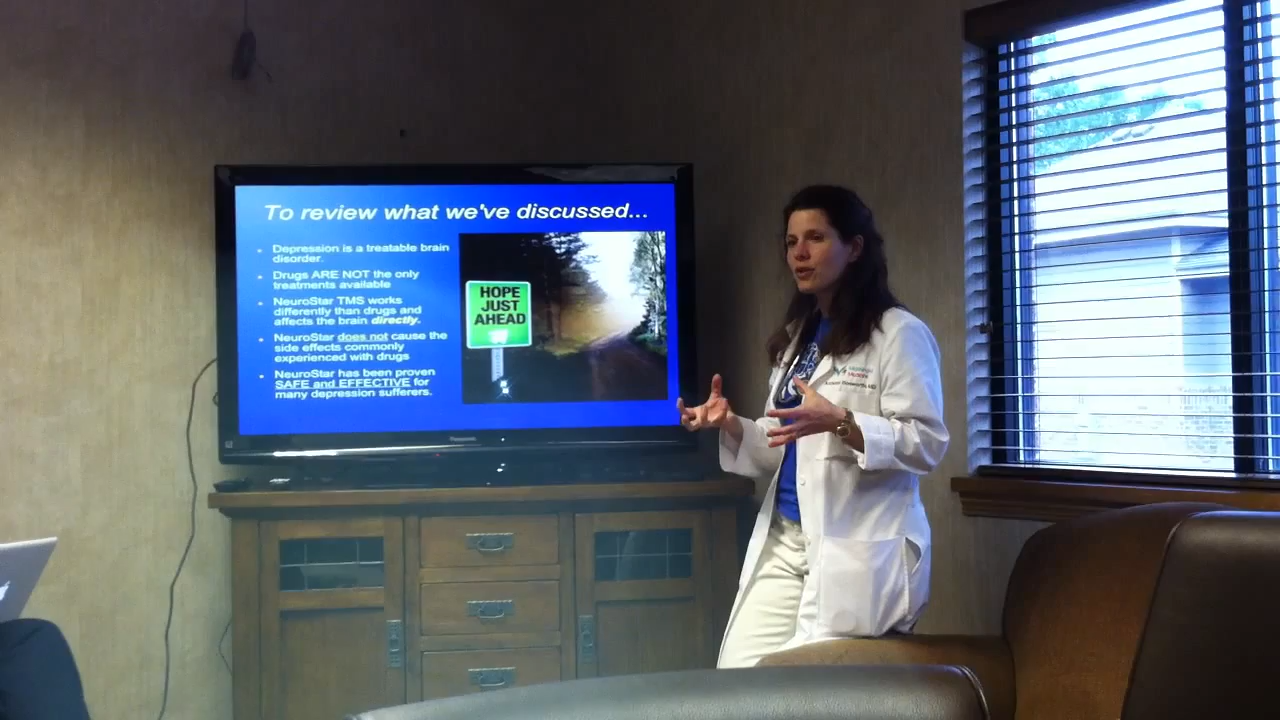 To review what we've discussed...
Depression is a treatable brain
disorder.
Drugs ARE NOT the only
treatments available
NeuroStar TMS works
differently than drugs and
affects the brain directly.
NeuroStar does not cause the
side effects commonly
experienced with drugs
NeuroStar has been proven
SAFE and EFFECTIVE for
many depression sufferers.
HOPE
JUST
AHEAD
Panasonic